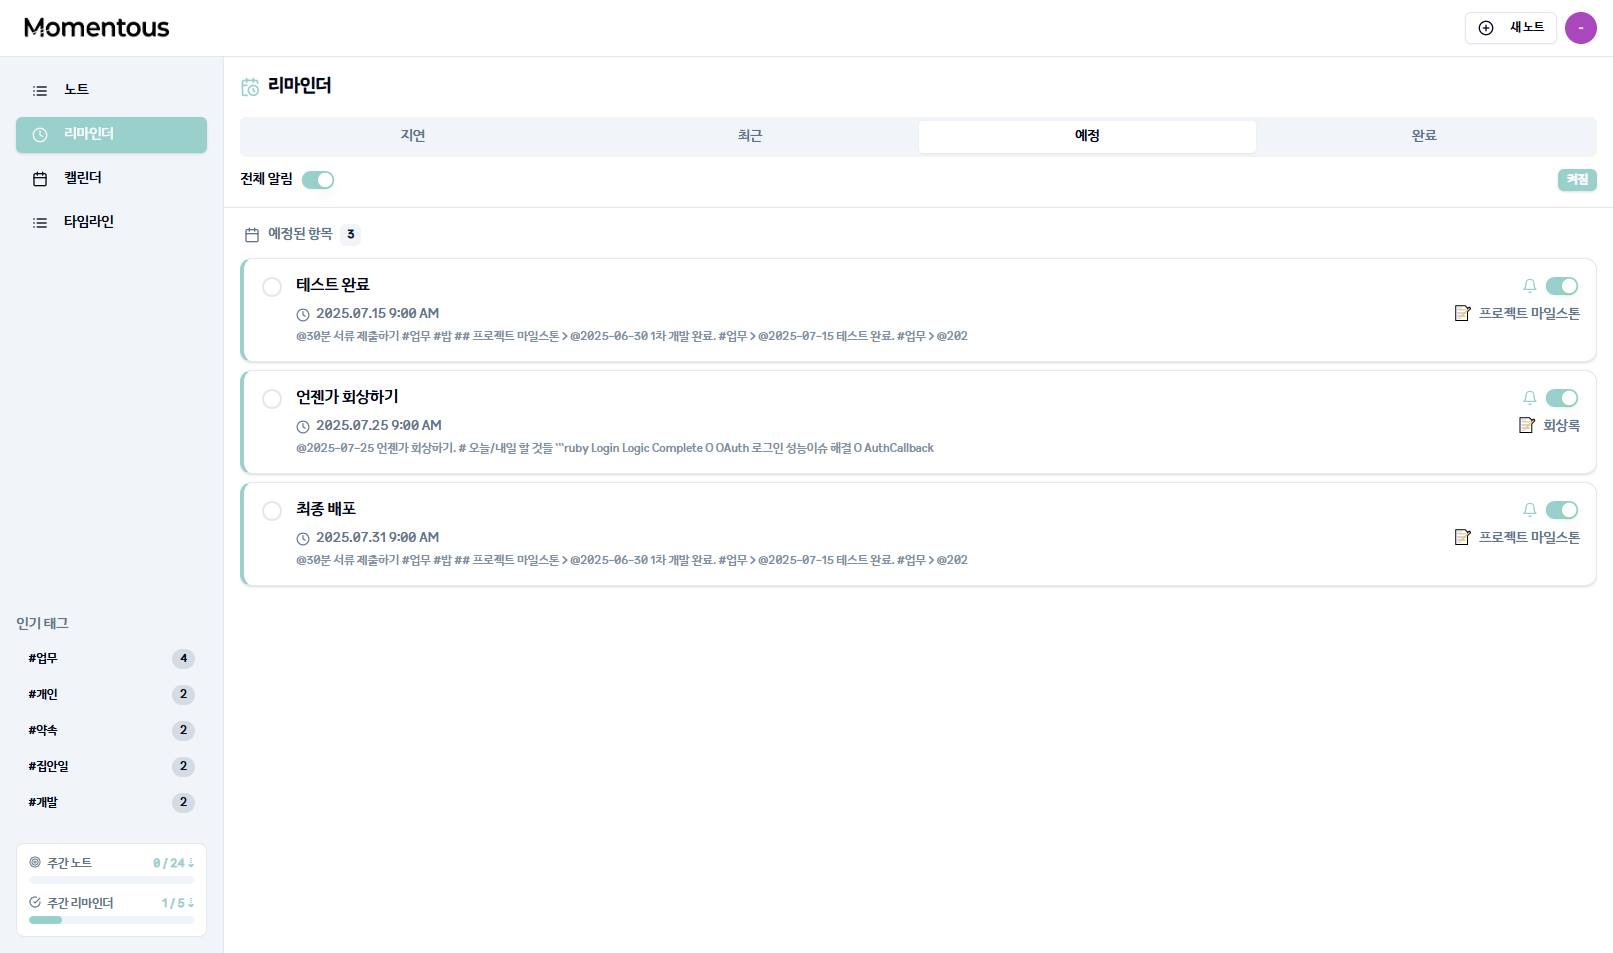 Momentous
새 노트
-
노트
리마인더
캘린더
타임라인
인기 태그
#업무 4
#개인 2
#약속 2
#집안일 2
#개발 2
주간 노트 0 / 24
주간 리마인더 1 / 5
리마인더
지연 최근 예정 완료
전체 알림 켜짐
예정된 항목 3
테스트 완료
2025.07.15 9:00 AM 프로젝트 마일스톤
@30분 서류 제출하기 #업무 #밥 ## 프로젝트 마일스톤 > @2025-06-30 1차 개발 완료. #업무 > @2025-07-15 테스트 완료. #업무 > @202
언젠가 회상하기
2025.07.25 9:00 AM 회상록
@2025-07-25 언젠가 회상하기. # 오늘/내일 할 것들 ```ruby Login Logic Complete O OAuth 로그인 성능이슈 해결 O AuthCallback
최종 배포
2025.07.31 9:00 AM 프로젝트 마일스톤
@30분 서류 제출하기 #업무 #밥 ## 프로젝트 마일스톤 > @2025-06-30 1차 개발 완료. #업무 > @2025-07-15 테스트 완료. #업무 > @202